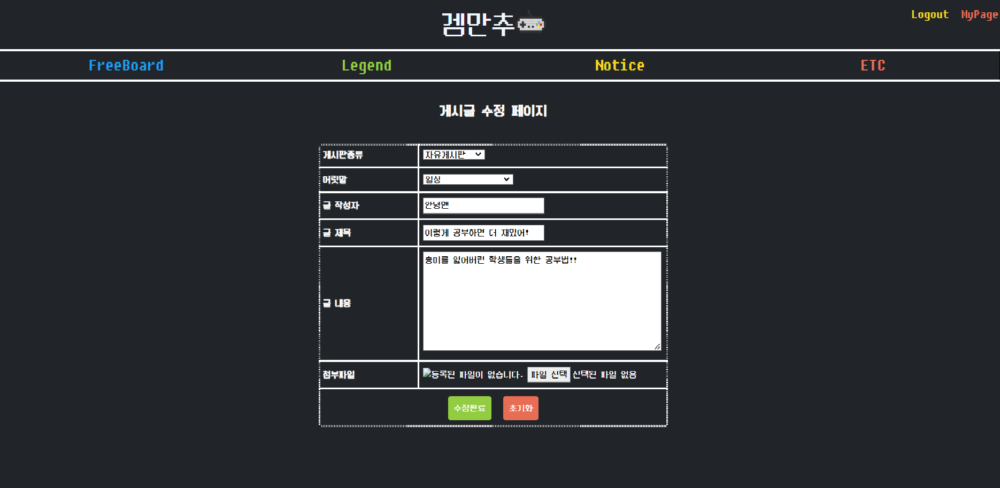 겜만추
Logout MyPage
FreeBoard Legend Notice ETC
게시글 수정 페이지
게시판종류 자유게시판
머릿말 일상
글 작성자 안녕맨
글 제목 이렇게 공부하면 더 재밌어!
글 내용 흥미를 잃어버린 학생들을 위한 공부법!!
첨부파일 등록된 파일이 없습니다. 파일 선택 선택된 파일 없음
수정완료 초기화